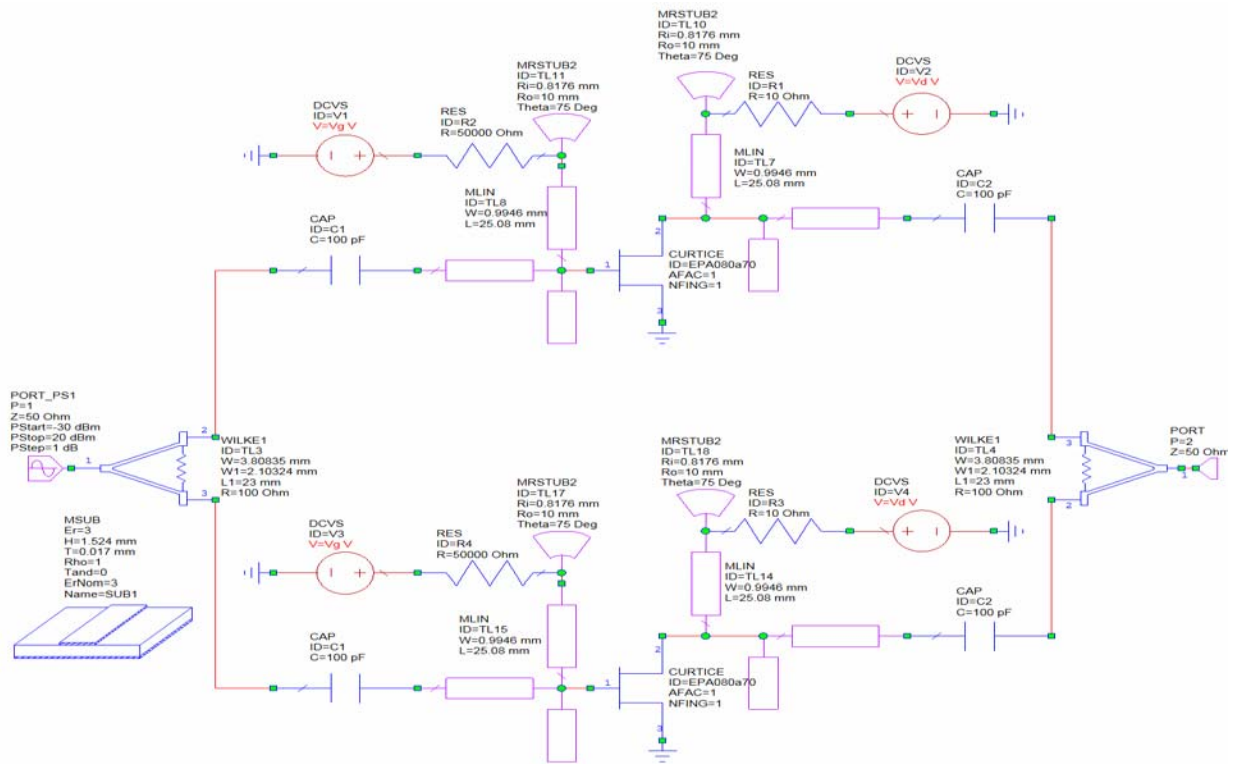 MRSTUB2
ID=TL10
Ri=0.8176 mm
Ro=10 mm
Theta=75 Deg
MRSTUB2
ID=TL11
Ri=0.8176 mm
Ro=10 mm
Theta=75 Deg
DCVS
ID=V2
V=Vd V
RES
ID=R1
R=10 Ohm
DCVS
ID=V1
V=Vg V
RES
ID=R2
R=50000 Ohm
MLIN
ID=TL7
W=0.9946 mm
L=25.08 mm
MLIN
ID=TL8
W=0.9946 mm
L=25.08 mm
CAP
ID=C2
C=100 pF
CAP
ID=C1
C=100 pF
2
1
3
CURTICE
ID=EPA080a70
AFAC=1
NFING=1
PORT_PS1
P=1
Z=50 Ohm
PStart=-30 dBm
PStop=20 dBm
PStep=1 dB
1
2
3
WILKE1
ID=TL3
W=3.80835 mm
W1=2.10324 mm
L1=23 mm
R=100 Ohm
MSUB
Er=3
H=1.524 mm
T=0.017 mm
Rho=1
Tand=0
ErNom=3
Name=SUB1
MRSTUB2
ID=TL18
Ri=0.8176 mm
Ro=10 mm
Theta=75 Deg
WILKE1
ID=TL4
W=3.80835 mm
W1=2.10324 mm
L1=23 mm
R=100 Ohm
3
2
1
PORT
P=2
Z=50 Ohm
MRSTUB2
ID=TL17
Ri=0.8176 mm
Ro=10 mm
Theta=75 Deg
DCVS
ID=V4
V=Vd V
RES
ID=R3
R=10 Ohm
DCVS
ID=V3
V=Vg V
RES
ID=R4
R=50000 Ohm
MLIN
ID=TL14
W=0.9946 mm
L=25.08 mm
CAP
ID=C2
C=100 pF
CAP
ID=C1
C=100 pF
MLIN
ID=TL15
W=0.9946 mm
L=25.08 mm
2
1
3
CURTICE
ID=EPA080a70
AFAC=1
NFING=1